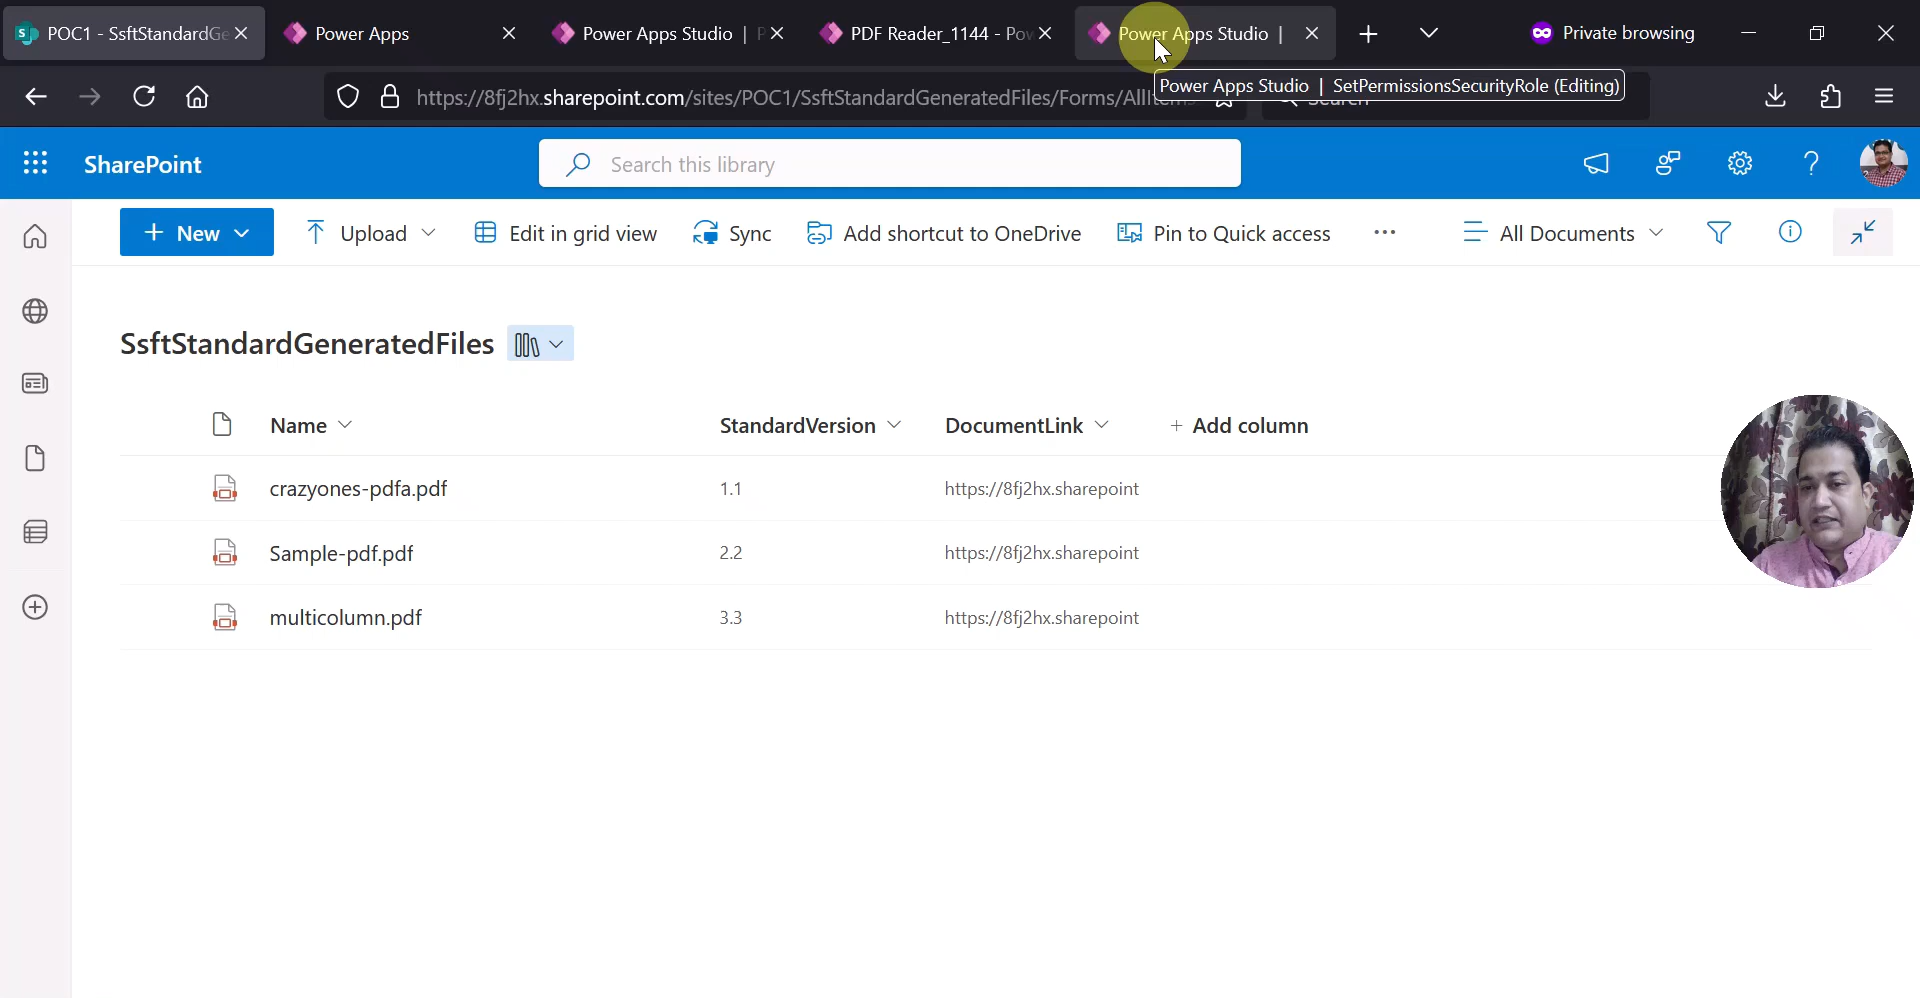 POC1 - SsftStandardGe
Power Apps
Power Apps Studio |
PDF Reader_1144 - Pow
Power Apps Studio |
Private browsing
https://8fj2hx.sharepoint.com/sites/POC1/SsftStandardGeneratedFiles/Forms/AllItems
Search
Power Apps Studio | SetPermissionsSecurityRole (Editing)
SharePoint
Search this library
New
Upload
Edit in grid view
Sync
Add shortcut to OneDrive
Pin to Quick access
All Documents
SsftStandardGeneratedFiles
Name
StandardVersion
DocumentLink
+ Add column
crazyones-pdfa.pdf
1.1
https://8fj2hx.sharepoint
Sample-pdf.pdf
2.2
https://8fj2hx.sharepoint
multicolumn.pdf
3.3
https://8fj2hx.sharepoint